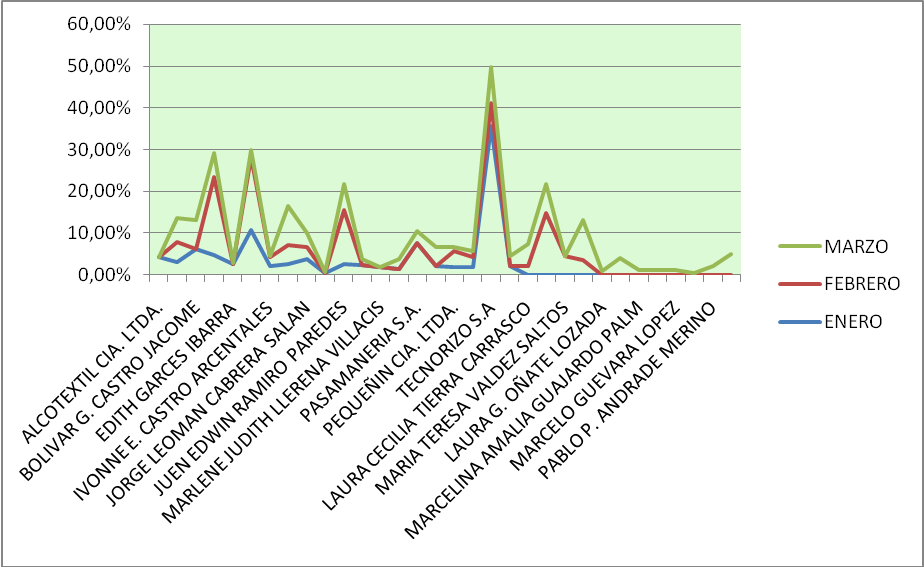 60,00%
50,00%
40,00%
30,00%
20,00%
10,00%
0,00%
ALCOTEXTIL CIA. LTDA.
BOLIVAR G. CASTRO JACOME
EDITH GARCES IBARRA
IVONNE E. CASTRO ARCENTALES
JORGE LEOMAN CABRERA SALAN
JUEN EDWIN RAMIRO PAREDES
MARLENE JUDITH LLERENA VILLACIS
PASAMANERIA S.A.
PEQUEÑIN CIA. LTDA.
TECNORIZO S.A
LAURA CECILIA TIERRA CARRASCO
MARIA TERESA VALDEZ SALTOS
LAURA G. OÑATE LOZADA
MARCELINA AMALIA GUAJARDO PALM
MARCELO GUEVARA LOPEZ
PABLO P. ANDRADE MERINO
MARZO
FEBRERO
ENERO